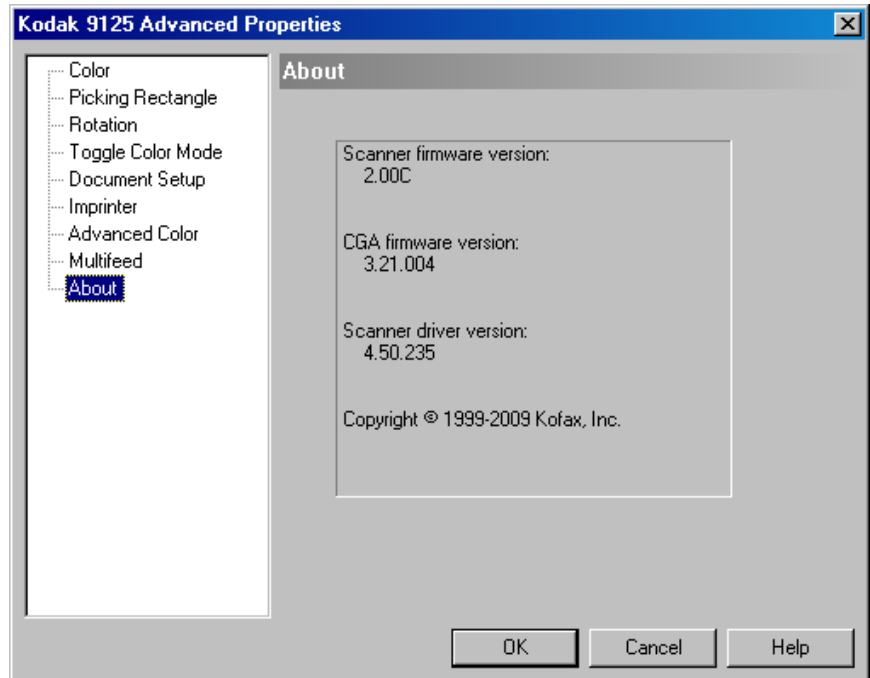 Kodak 9125 Advanced Properties
Color
Picking Rectangle
Rotation
Toggle Color Mode
Document Setup
Imprinter
Advanced Color
Multifeed
About
About
Scanner firmware version:
2.00C
CGA firmware version:
3.21.004
Scanner driver version:
4.50.235
Copyright © 1999-2009 Kofax, Inc.
OK
Cancel
Help